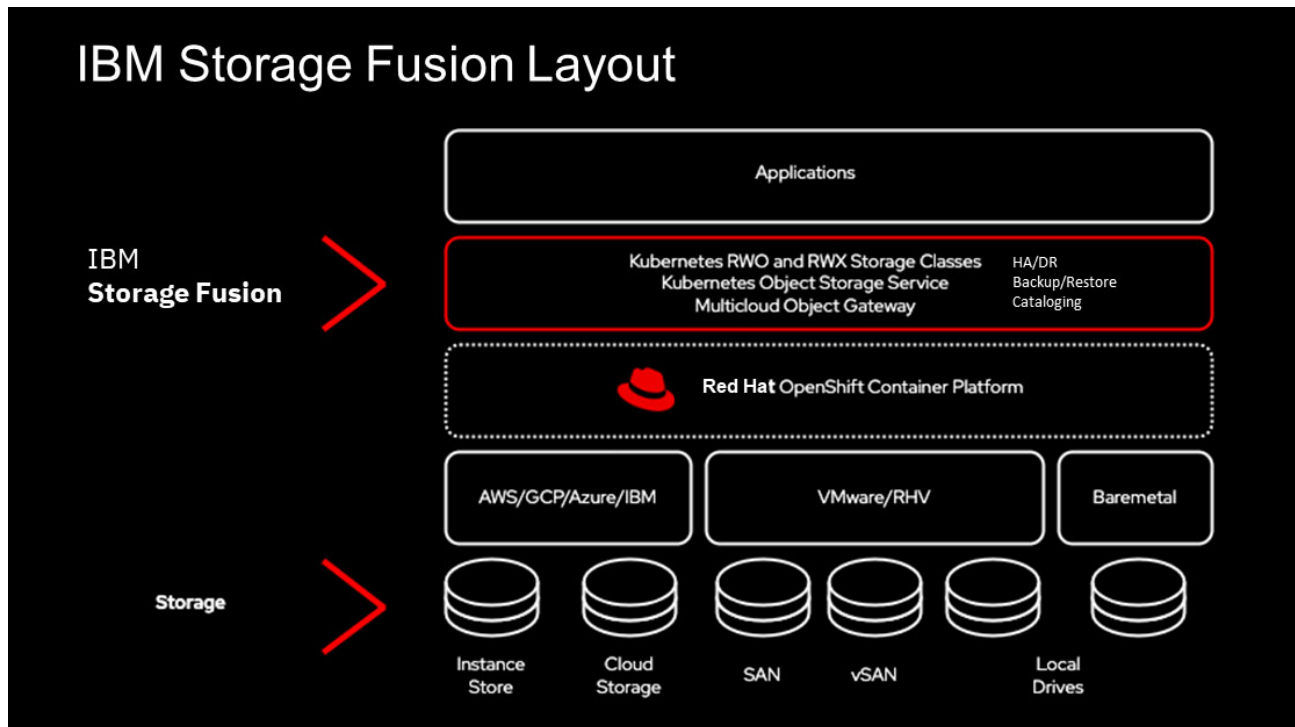 IBM Storage Fusion Layout
Applications
IBM
Storage Fusion
Kubernetes RWO and RWX Storage Classes
Kubernetes Object Storage Service
Multicloud Object Gateway
HA/DR
Backup/Restore
Cataloging
Red Hat OpenShift Container Platform
AWS/GCP/Azure/IBM
VMware/RHV
Baremetal
Storage
Instance
Store
Cloud
Storage
SAN
vSAN
Local
Drives